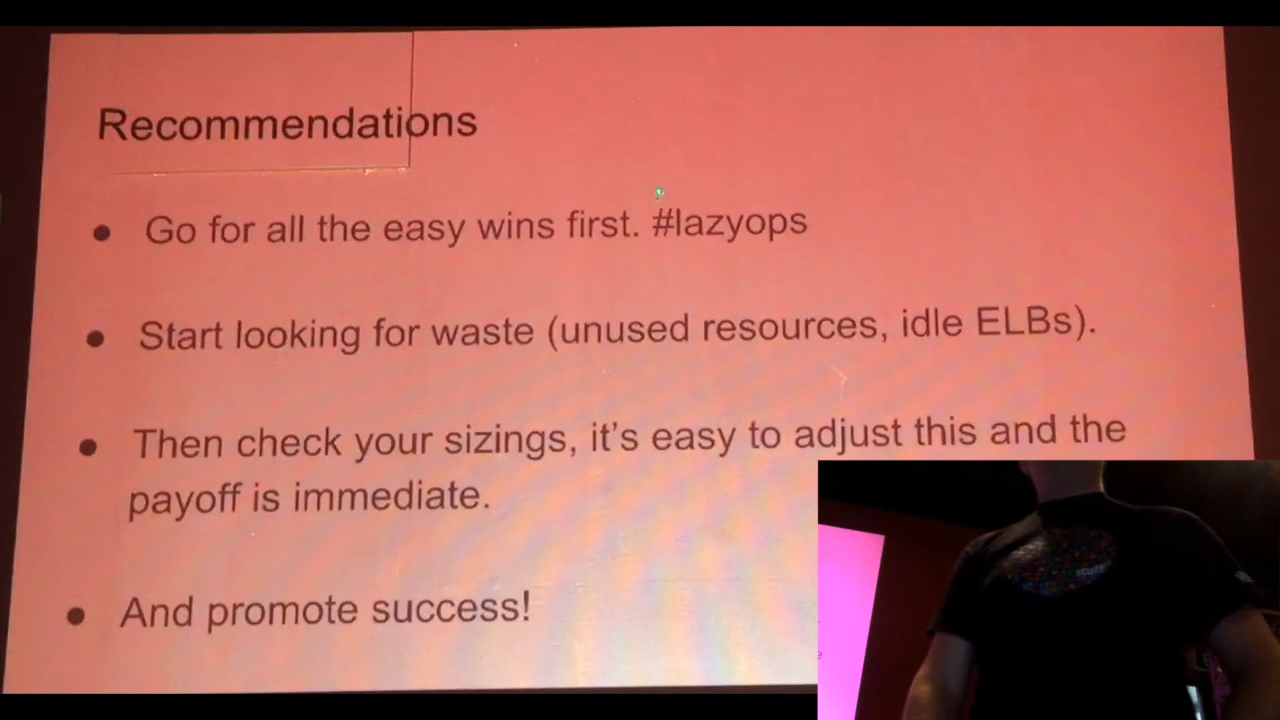 Recommendations
● Go for all the easy wins first. #lazyops
● Start looking for waste (unused resources, idle ELBs).
● Then check your sizings, it's easy to adjust this and the
payoff is immediate.
● And promote success!
staff